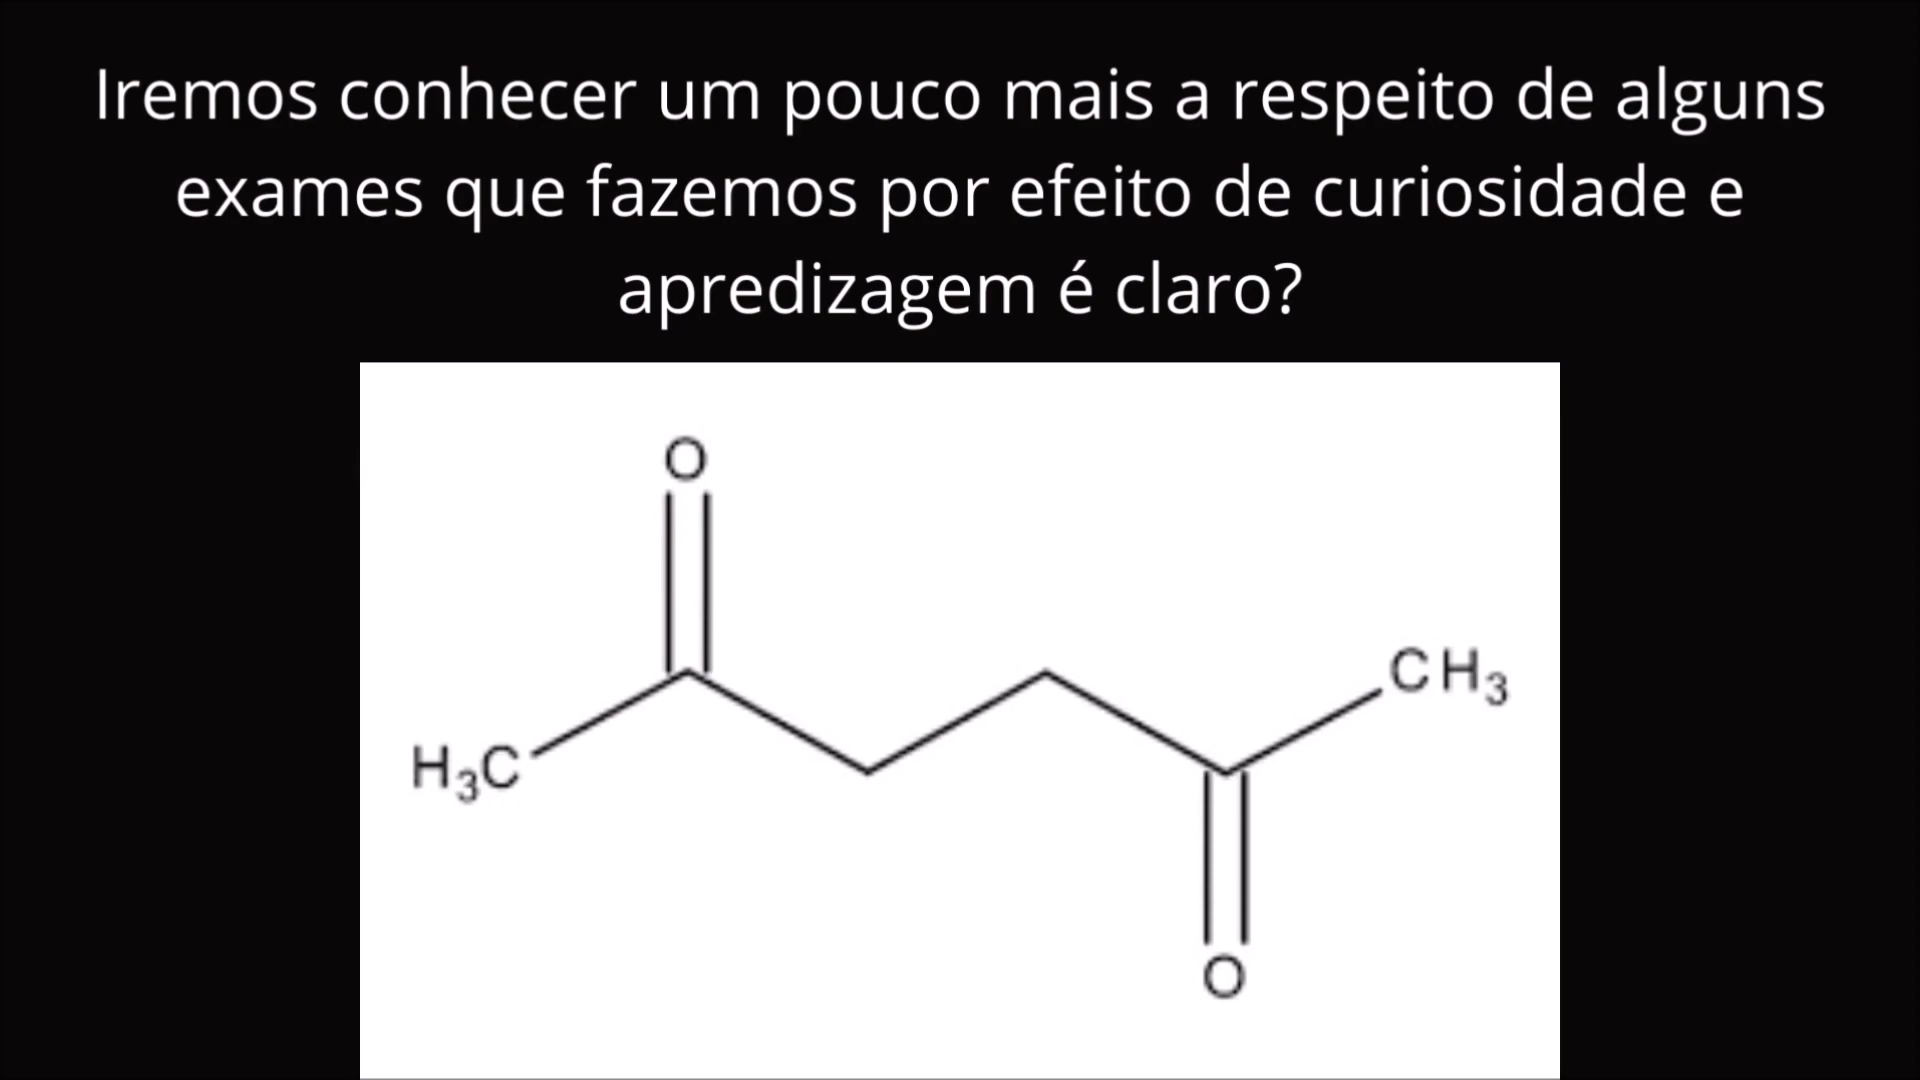 Iremos conhecer um pouco mais a respeito de alguns
exames que fazemos por efeito de curiosidade e
apredizagem é claro?
O
CH₃
H₃C
O